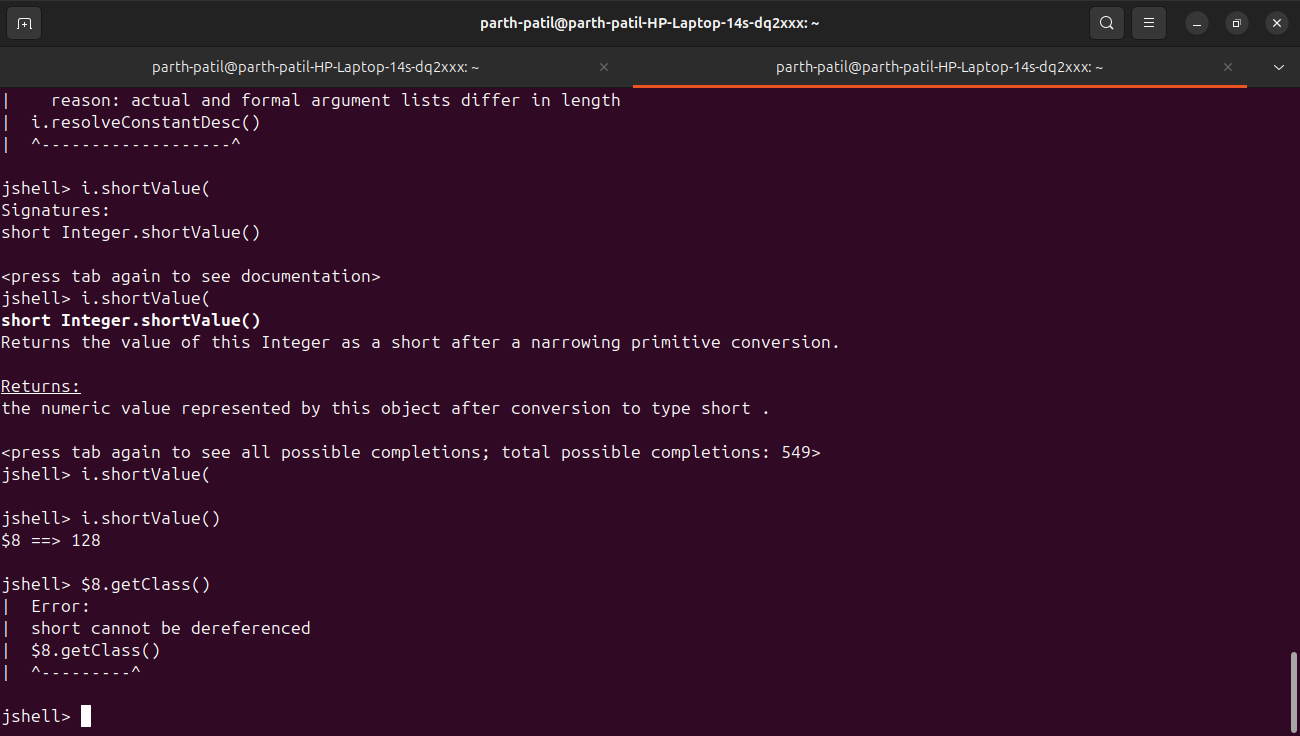 parth-patil@parth-patil-HP-Laptop-14s-dq2xxx: ~
parth-patil@parth-patil-HP-Laptop-14s-dq2xxx: ~
parth-patil@parth-patil-HP-Laptop-14s-dq2xxx: ~
|    reason: actual and formal argument lists differ in length
|  i.resolveConstantDesc()
|  ^-------------------^
jshell> i.shortValue(
Signatures:
short Integer.shortValue()
<press tab again to see documentation>
jshell> i.shortValue(
short Integer.shortValue()
Returns the value of this Integer as a short after a narrowing primitive conversion.
Returns:
the numeric value represented by this object after conversion to type short .
<press tab again to see all possible completions; total possible completions: 549>
jshell> i.shortValue(
jshell> i.shortValue()
$8 ==> 128
jshell> $8.getClass()
|  Error:
|  short cannot be dereferenced
|  $8.getClass()
|  ^---------^
jshell>